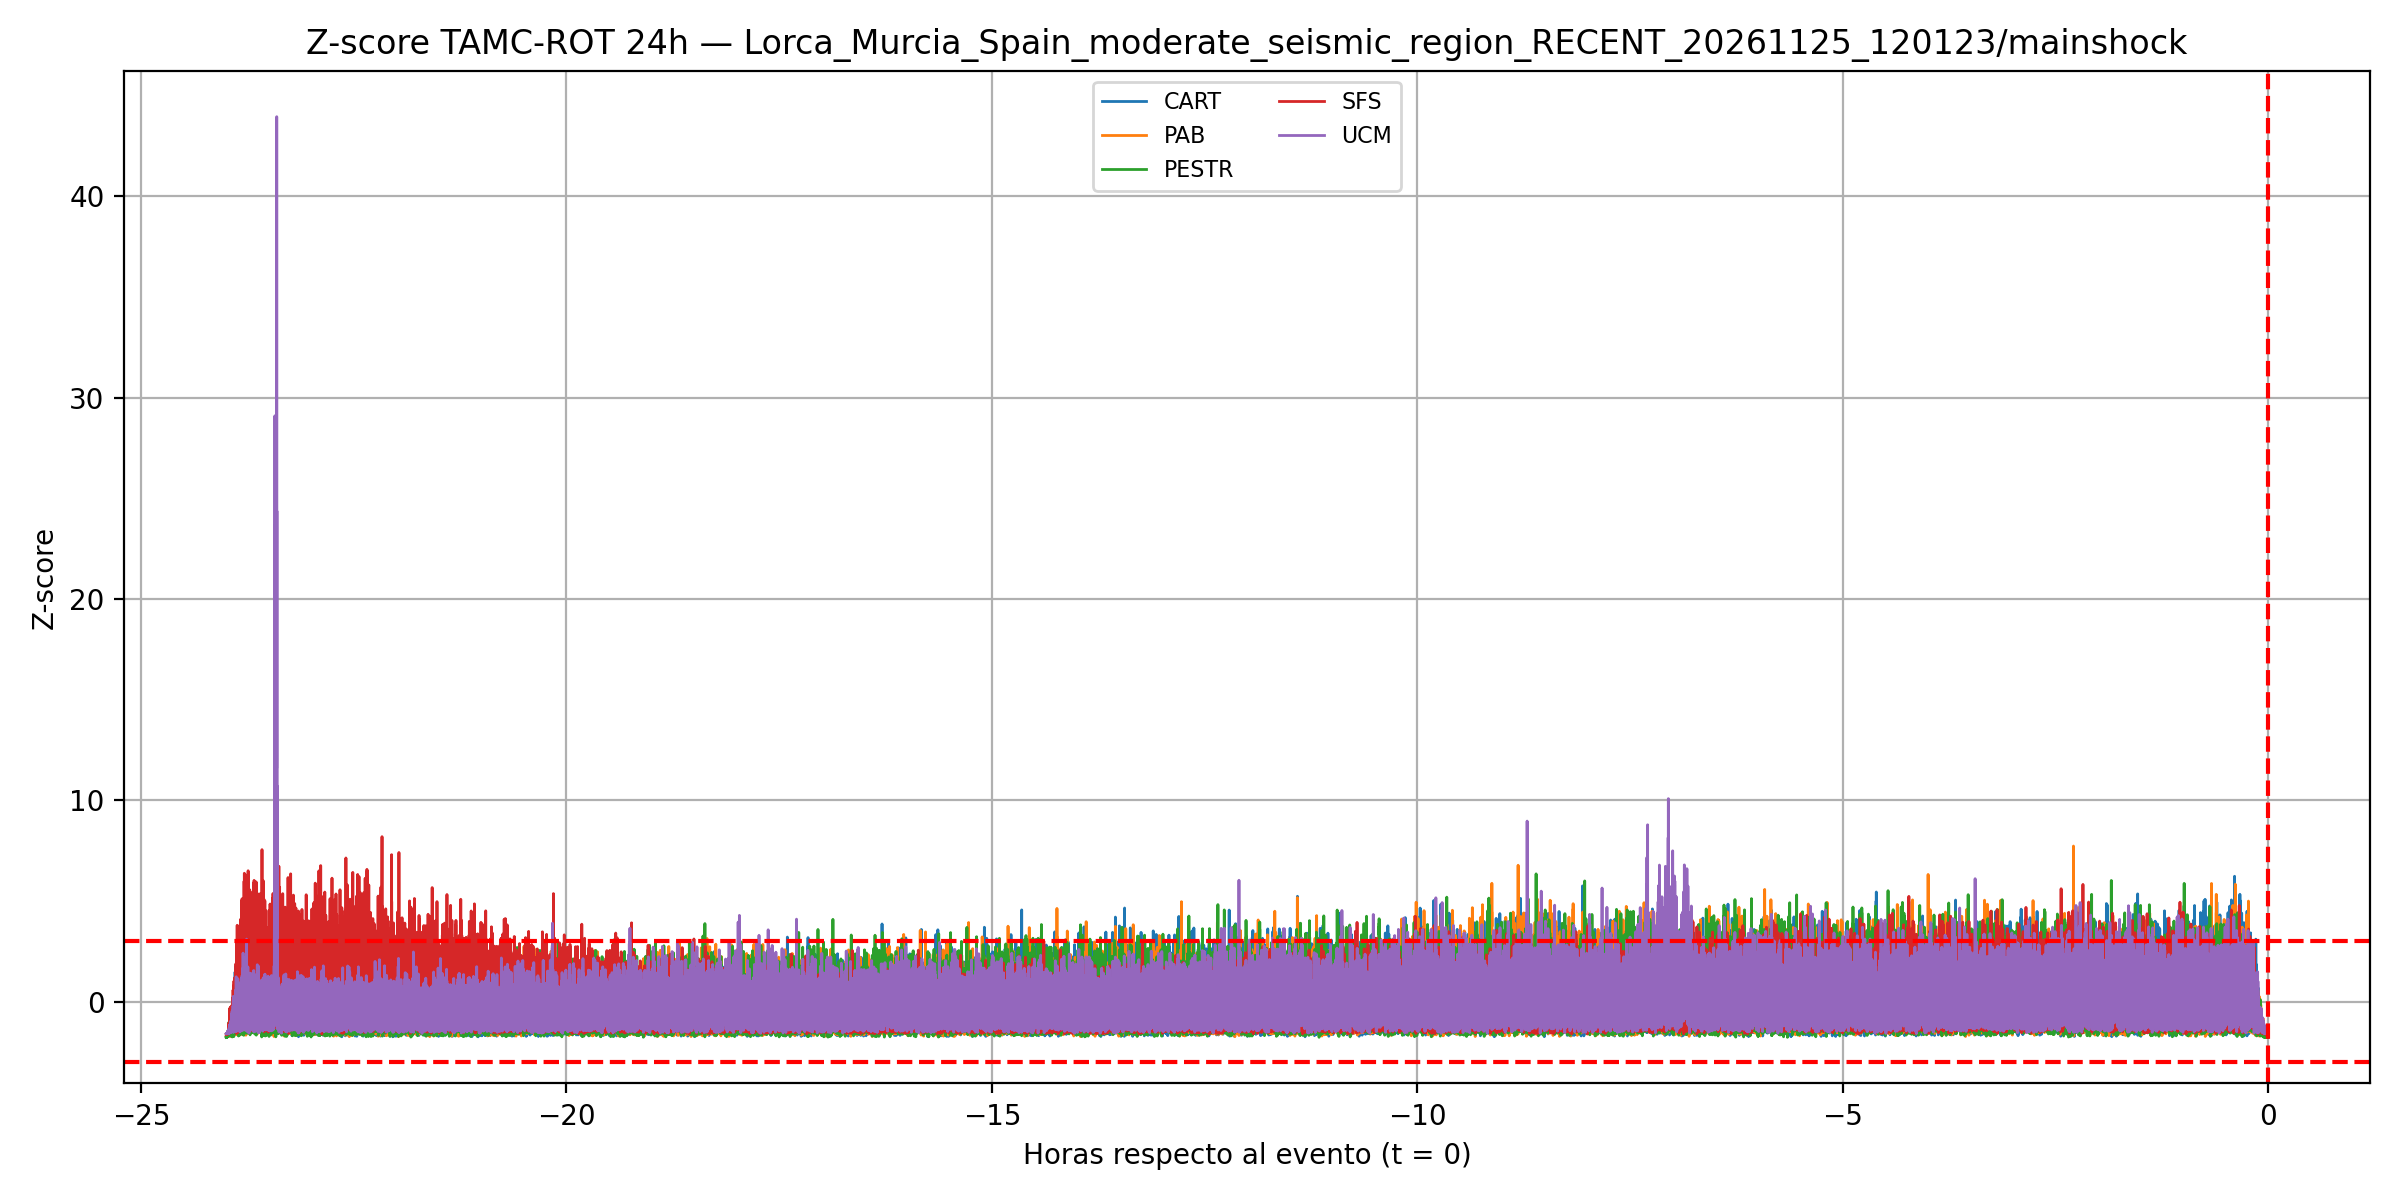 Z-score TAMC-ROT 24h — Lorca_Murcia_Spain_moderate_seismic_region_RECENT_20261125_120123/mainshock
CART
PAB
PESTR
SFS
UCM
Z-score
40
30
20
10
0
−25
−20
−15
−10
−5
0
Horas respecto al evento (t = 0)